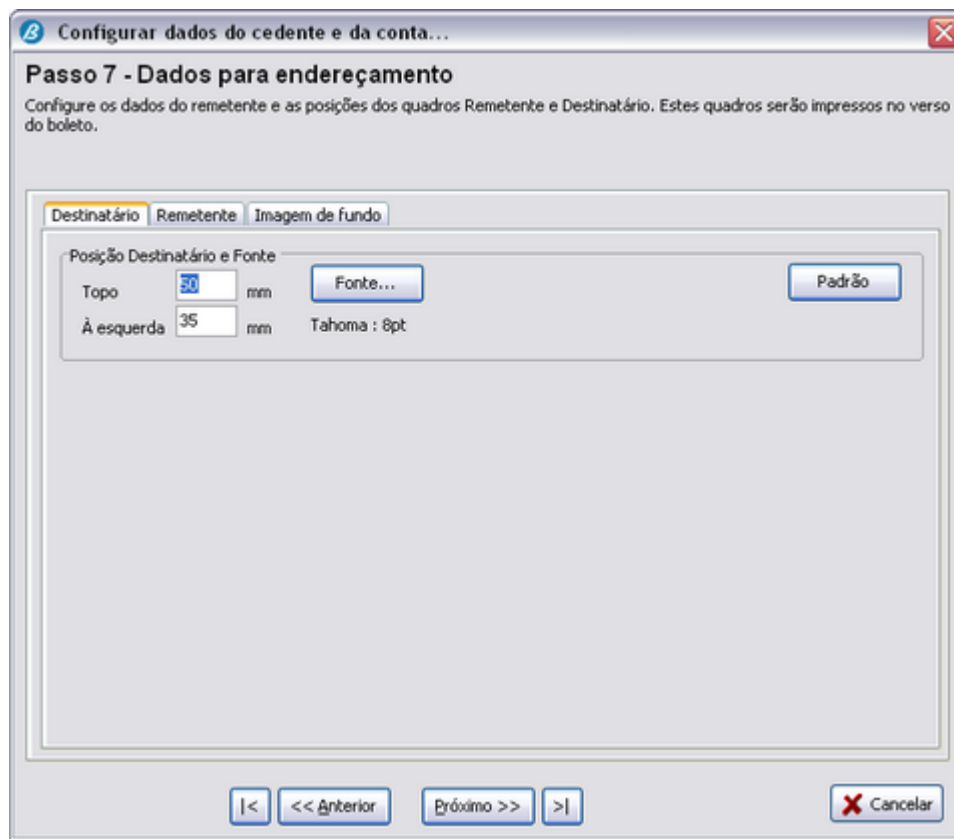 Configurar dados do cedente e da conta...
Passo 7 - Dados para endereçamento
Configure os dados do remetente e as posições dos quadros Remetente e Destinatário. Estes quadros serão impressos no verso
do boleto.
Destinatário Remetente Imagem de fundo
Posição Destinatário e Fonte
Topo 50 mm Fonte... Padrão
À esquerda 35 mm Tahoma : 8pt
|< << Anterior Próximo >> >| Cancelar